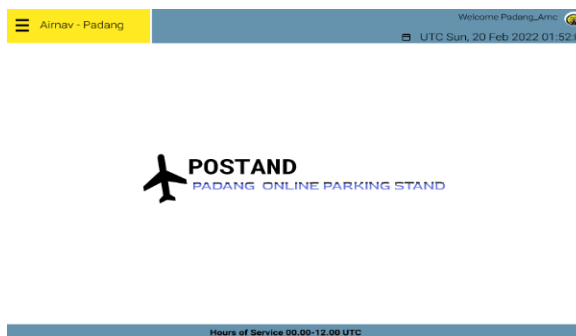 Airnav - Padang
Welcome Padang_Amc
UTC Sun, 20 Feb 2022 01:52:
POSTAND
PADANG ONLINE PARKING STAND
Hours of Service 00.00-12.00 UTC